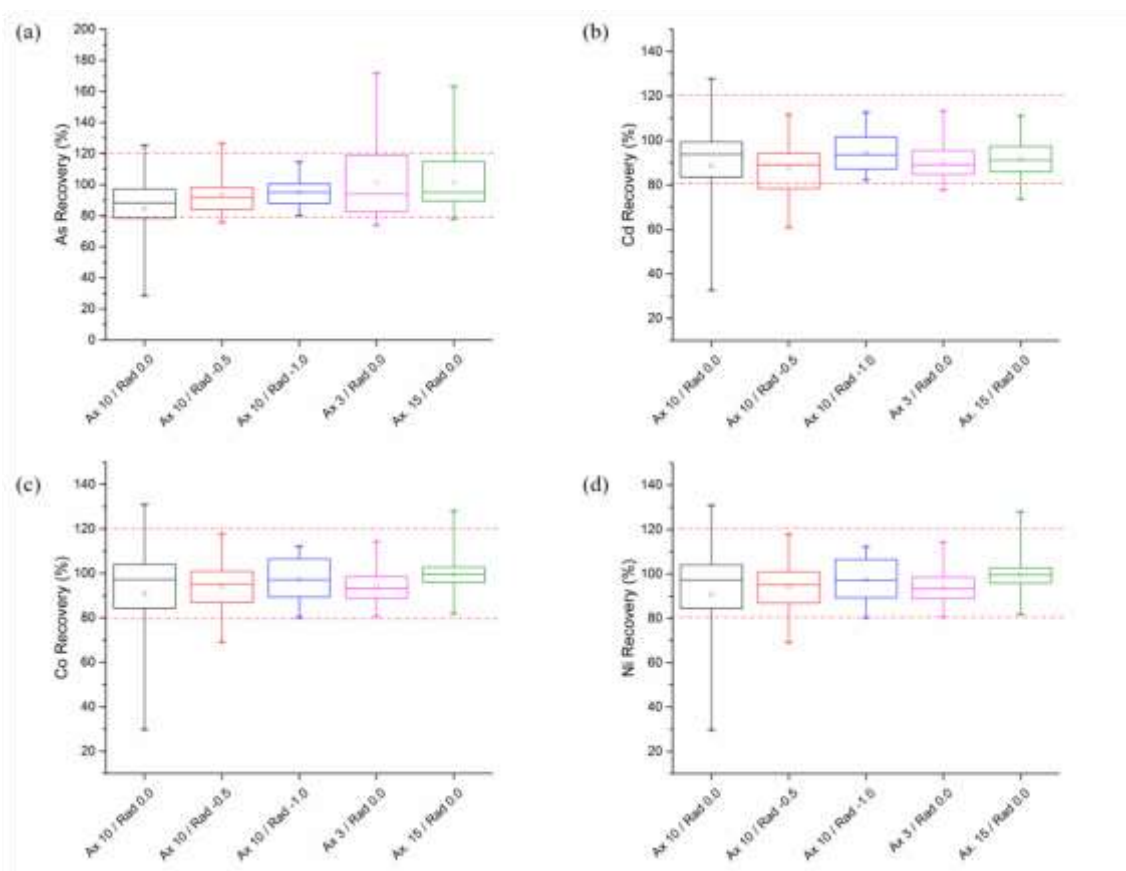 (a)
As Recovery (%)
200
180
160
140
120
100
80
60
40
20
0
Ax 10 / Rad 0.0
Ax 10 / Rad -0.5
Ax 10 / Rad -1.0
Ax 3 / Rad 0.0
Ax. 15 / Rad 0.0
(b)
Cd Recovery (%)
140
120
100
80
60
40
20
Ax 10 / Rad 0.0
Ax 10 / Rad -0.5
Ax 10 / Rad -1.0
Ax 3 / Rad 0.0
Ax. 15 / Rad 0.0
(c)
Co Recovery (%)
140
120
100
80
60
40
20
Ax 10 / Rad 0.0
Ax 10 / Rad -0.5
Ax 10 / Rad -1.0
Ax 3 / Rad 0.0
Ax. 15 / Rad 0.0
(d)
Ni Recovery (%)
140
120
100
80
60
40
20
Ax 10 / Rad 0.0
Ax 10 / Rad -0.5
Ax 10 / Rad -1.0
Ax 3 / Rad 0.0
Ax. 15 / Rad 0.0